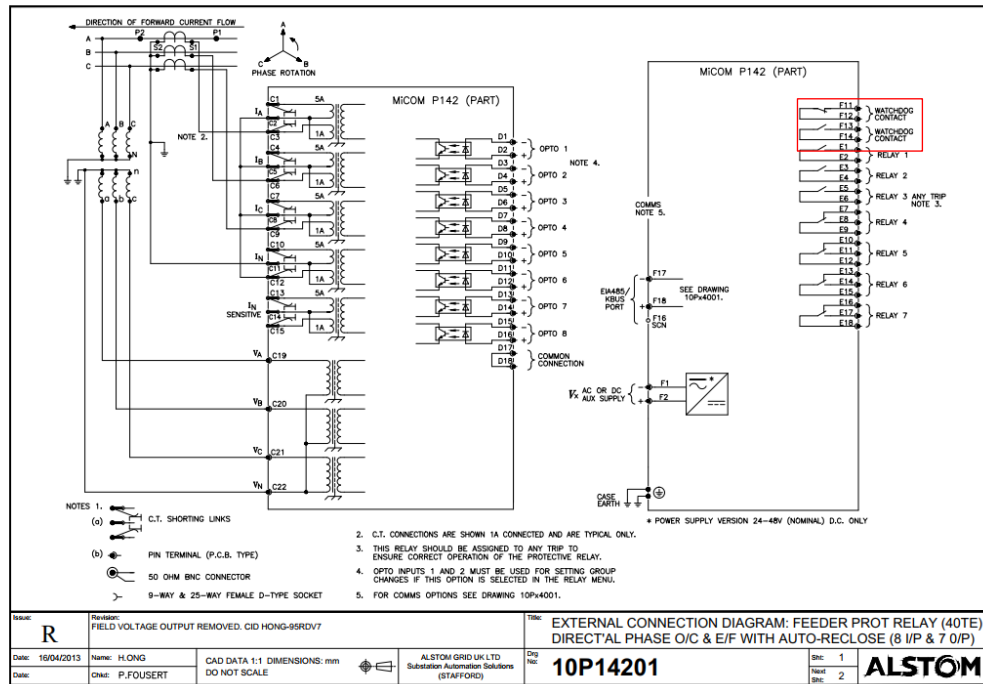 DIRECTION OF FORWARD CURRENT FLOW
A
P2
P1
S2
S1
B
C
A
C
B
PHASE ROTATION
A B C
N
n
a b c
NOTE 2.
MiCOM P142 (PART)
C1
5A
IA
C2
1A
C3
C4
5A
IB
C5
1A
C6
C7
5A
IC
C8
1A
C9
C10
5A
IN
C11
1A
C12
C13
5A
IN
SENSITIVE
C14
1A
C15
VA
C19
VB
C20
VC
C21
VN
C22
D1
-
D2
+
OPTO 1
NOTE 4.
D3
-
D4
+
OPTO 2
D5
-
D6
+
OPTO 3
D7
-
D8
+
OPTO 4
D9
-
D10
+
OPTO 5
D11
-
D12
+
OPTO 6
D13
-
D14
+
OPTO 7
D15
-
D16
+
OPTO 8
D17
D18
COMMON
CONNECTION
MiCOM P142 (PART)
F11
F12
WATCHDOG
CONTACT
F13
F14
WATCHDOG
CONTACT
E1
E2
RELAY 1
E3
E4
RELAY 2
E5
E6
RELAY 3 ANY TRIP
NOTE 3.
E7
E8
E9
RELAY 4
E10
E11
E12
RELAY 5
E13
E14
E15
RELAY 6
E16
E17
E18
RELAY 7
COMMS
NOTE 5.
EIA485/
KBUS
PORT
- F17
+ F18
F16
SCN
SEE DRAWING
10Px4001.
Vx AC OR DC
AUX SUPPLY
- F1
+ F2
*
CASE
EARTH
* POWER SUPPLY VERSION 24-48V (NOMINAL) D.C. ONLY
NOTES 1.
(a) C.T. SHORTING LINKS
(b) PIN TERMINAL (P.C.B. TYPE)
50 OHM BNC CONNECTOR
9-WAY & 25-WAY FEMALE D-TYPE SOCKET
2. C.T. CONNECTIONS ARE SHOWN 1A CONNECTED AND ARE TYPICAL ONLY.
3. THIS RELAY SHOULD BE ASSIGNED TO ANY TRIP TO
ENSURE CORRECT OPERATION OF THE PROTECTIVE RELAY.
4. OPTO INPUTS 1 AND 2 MUST BE USED FOR SETTING GROUP
CHANGES IF THIS OPTION IS SELECTED IN THE RELAY MENU.
5. FOR COMMS OPTIONS SEE DRAWING 10Px4001.
Issue:
R
Revision:
FIELD VOLTAGE OUTPUT REMOVED. CID HONG-95RDV7
Title:
EXTERNAL CONNECTION DIAGRAM: FEEDER PROT RELAY (40TE)
DIRECT'AL PHASE O/C & E/F WITH AUTO-RECLOSE (8 I/P & 7 0/P)
Date: 16/04/2013
Name: H.ONG
Date:
Chkd: P.FOUSERT
CAD DATA 1:1 DIMENSIONS: mm
DO NOT SCALE
ALSTOM GRID UK LTD
Substation Automation Solutions
(STAFFORD)
Drg
No:
10P14201
Sht: 1
Next
Sht: 2
ALSTOM